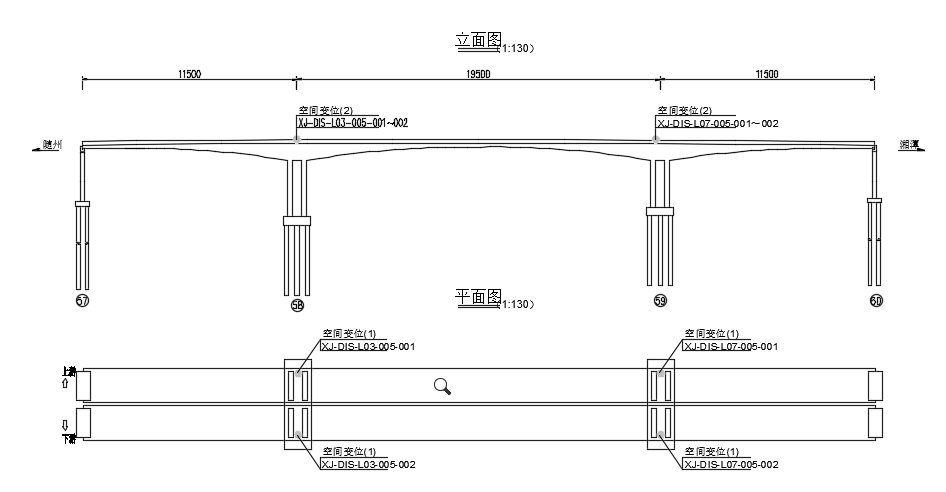 立面图(1:130)
11500 19500 11500
空间变位(2) 空间变位(2)
XJ-DIS-L03-005-001~002 XJ-DIS-L07-005-001~002
随州 湘潭
57 58 59 60
平面图(1:130)
空间变位(1) 空间变位(1)
XJ-DIS-L03-005-001 XJ-DIS-L07-005-001
上游
下游
空间变位(1) 空间变位(1)
XJ-DIS-L03-005-002 XJ-DIS-L07-005-002